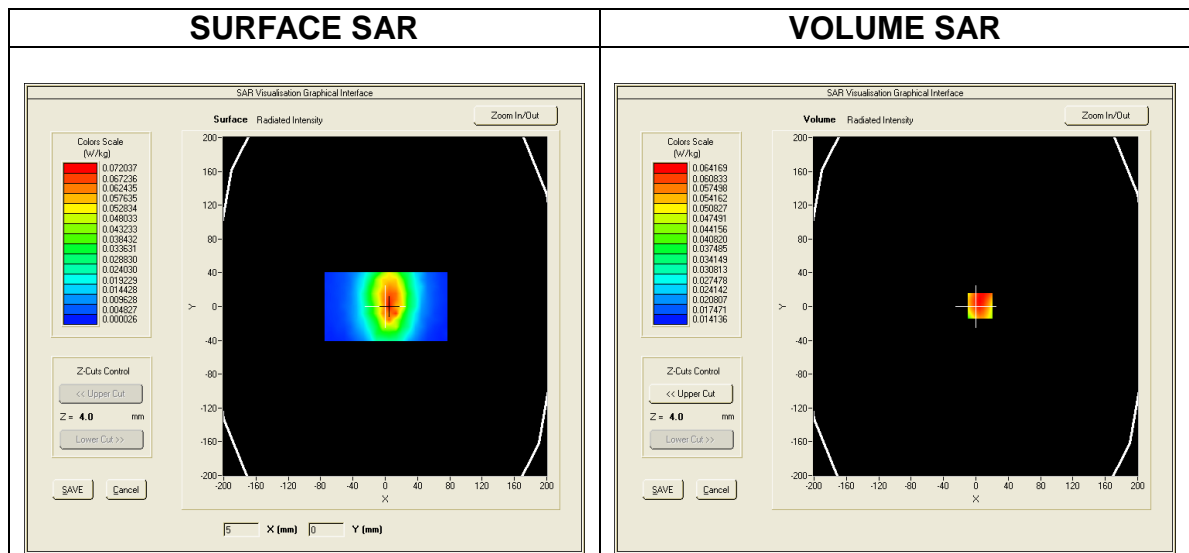 SURFACE SAR
VOLUME SAR
SAR Visualisation Graphical Interface
Surface Radiated Intensity
Zoom In/Out
Colors Scale
(W/kg)
0.072037
0.067236
0.062435
0.057635
0.052834
0.048033
0.043233
0.038432
0.033631
0.028830
0.024030
0.019229
0.014428
0.009628
0.004827
0.000026
200
160
120
80
40
0
-40
-80
-120
-160
-200
Y
-200 -160 -120 -80 -40 0 40 80 120 160 200
X
Z-Cuts Control
<< Upper Cut
Z = 4.0 mm
Lower Cut >>
SAVE Cancel
5 X (mm) 0 Y (mm)
SAR Visualisation Graphical Interface
Volume Radiated Intensity
Zoom In/Out
Colors Scale
(W/kg)
0.064169
0.060833
0.057498
0.054162
0.050827
0.047491
0.044156
0.040820
0.037485
0.034149
0.030813
0.027478
0.024142
0.020807
0.017471
0.014136
200
160
120
80
40
0
-40
-80
-120
-160
-200
Y
-200 -160 -120 -80 -40 0 40 80 120 160 200
X
Z-Cuts Control
<< Upper Cut
Z = 4.0 mm
Lower Cut >>
SAVE Cancel